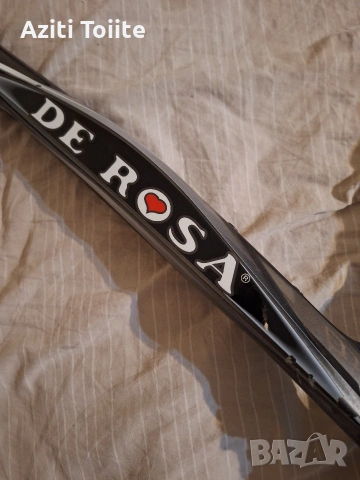 Aziti Toiite
DE ROSA®
BAZAR